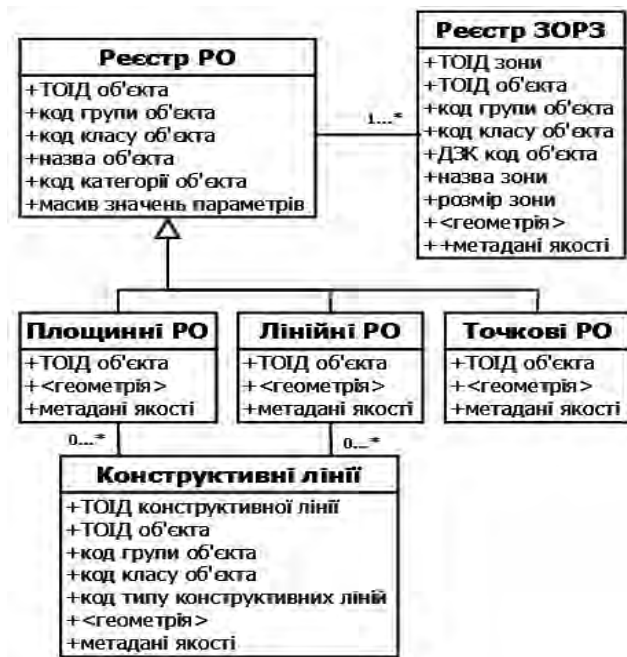 Реєстр РО
+ТОІД об'єкта
+код групи об'єкта
+код класу об'єкта
+назва об'єкта
+код категорії об'єкта
+масив значень параметрів
1...*
Реєстр ЗОРЗ
+ТОІД зони
+ТОІД об'єкта
+код групи об'єкта
+код класу об'єкта
+ДЗК код об'єкта
+назва зони
+розмір зони
+<геометрія>
++метадані якості
Площинні РО
+ТОІД об'єкта
+<геометрія>
+метадані якості
Лінійні РО
+ТОІД об'єкта
+<геометрія>
+метадані якості
Точкові РО
+ТОІД об'єкта
+<геометрія>
+метадані якості
0...*
0...*
Конструктивні лінії
+ТОІД конструктивної лінії
+ТОІД об'єкта
+код групи об'єкта
+код класу об'єкта
+код типу конструктивних ліній
+<геометрія>
+метадані якості